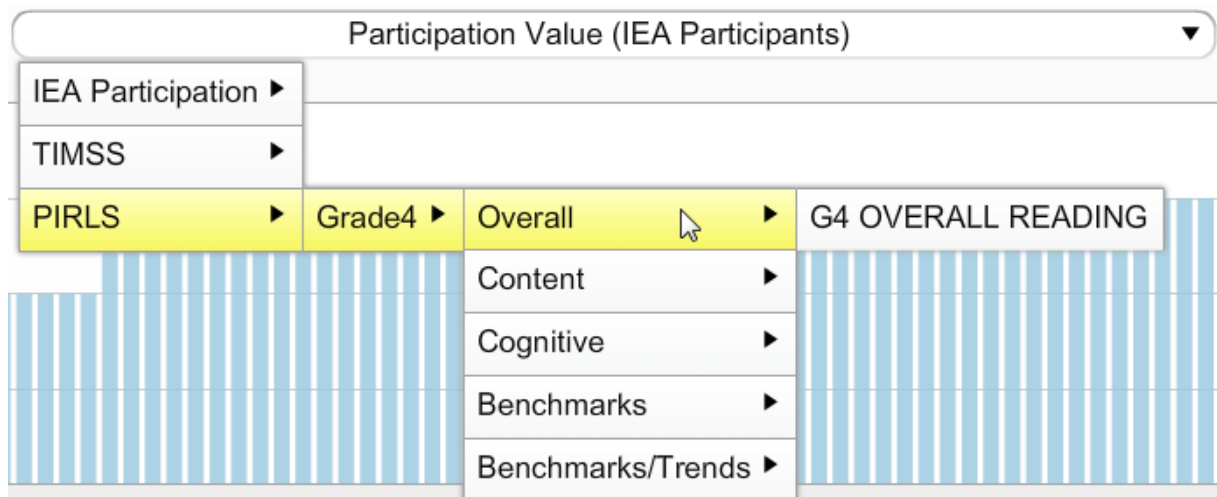 Participation Value (IEA Participants)
IEA Participation
TIMSS
PIRLS
Grade4
Overall
G4 OVERALL READING
Content
Cognitive
Benchmarks
Benchmarks/Trends